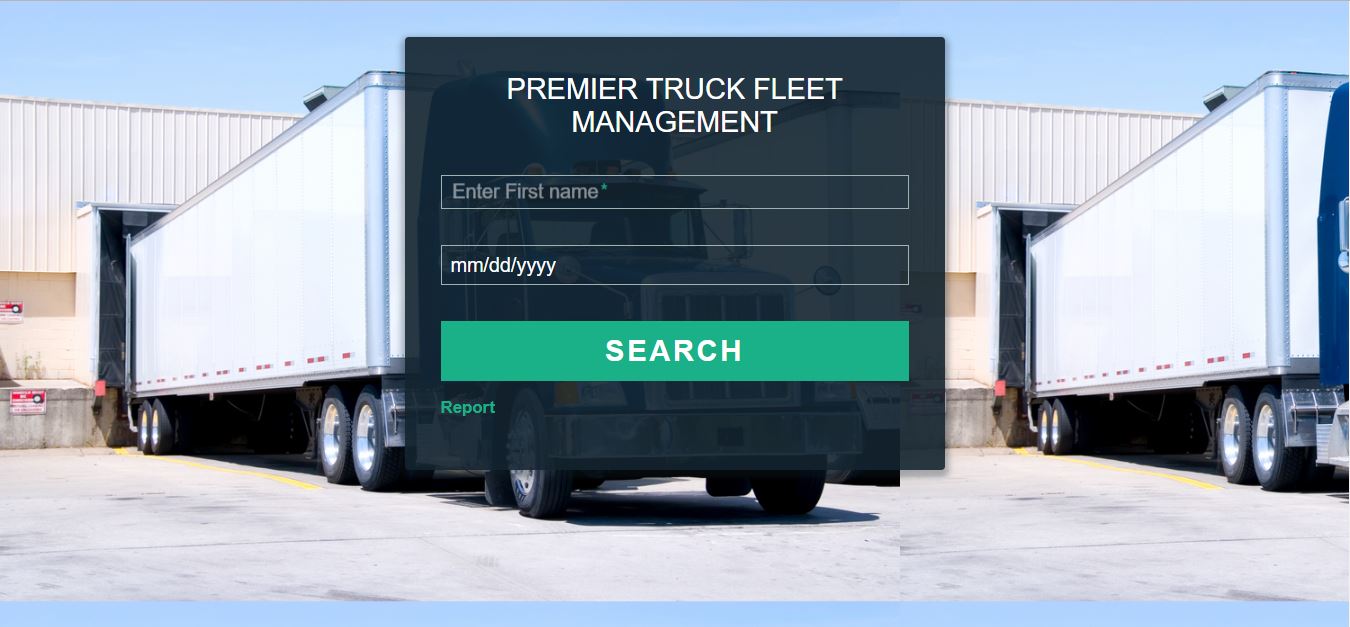 PREMIER TRUCK FLEET
MANAGEMENT
Enter First name*
mm/dd/yyyy
SEARCH
Report